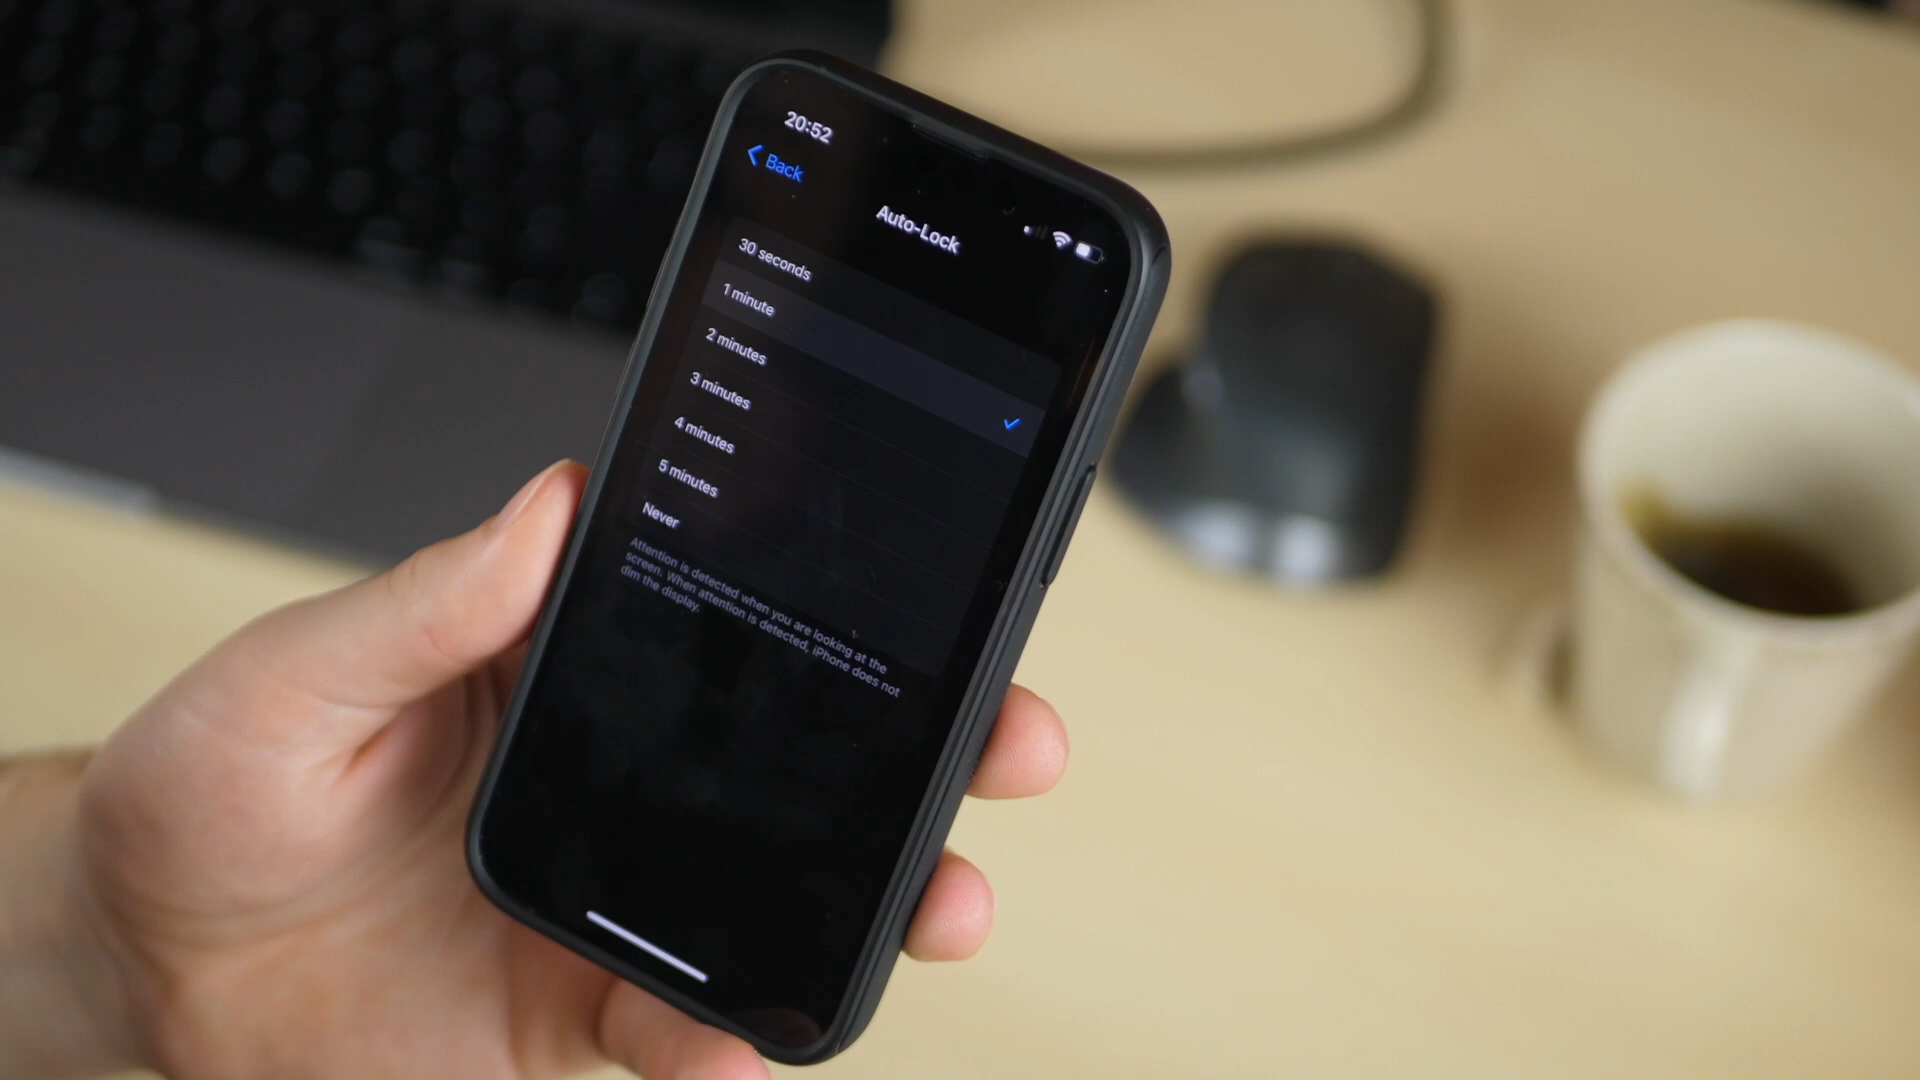 20:52
Back
Auto-Lock
30 seconds
1 minute
2 minutes
3 minutes
4 minutes
5 minutes
Never
Attention is detected when you are looking at the
screen. When attention is detected, iPhone does not
dim the display.